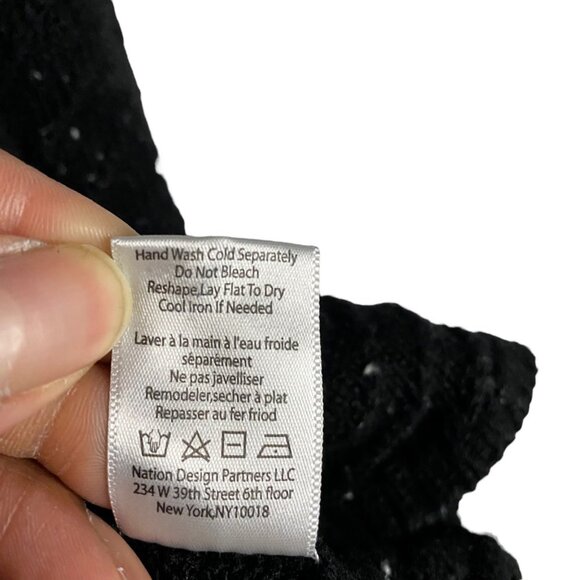 Hand Wash Cold Separately
Do Not Bleach
Reshape,Lay Flat To Dry
Cool Iron If Needed
Laver à la main à l'eau froide
séparément
Ne pas javelliser
Remodeler,secher à plat
Repasser au fer friod
Nation Design Partners LLC
234 W 39th Street 6th floor
New York,NY10018